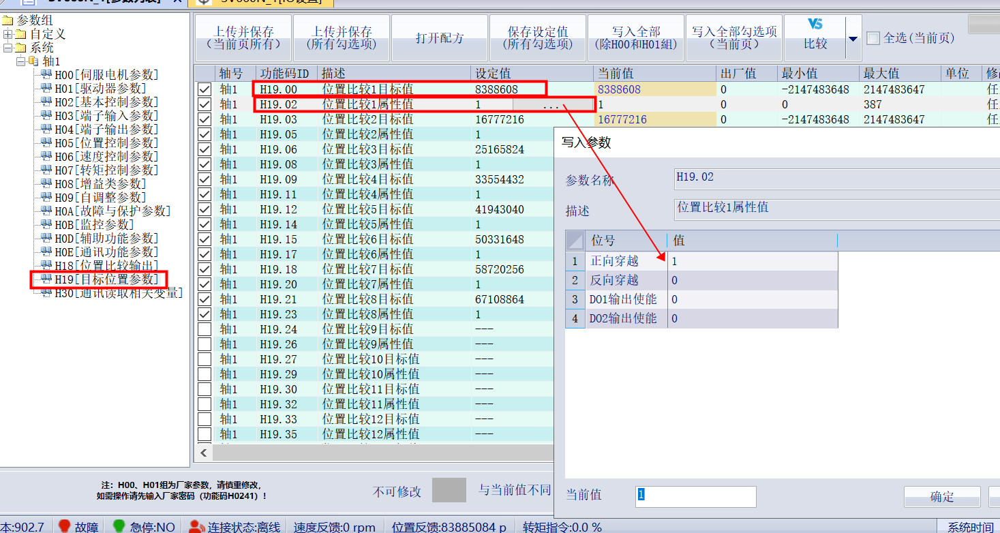 参数组
自定义
系统
轴1
H00[伺服电机参数]
H01[驱动器参数]
H02[基本控制参数]
H03[端子输入参数]
H04[端子输出参数]
H05[位置控制参数]
H06[速度控制参数]
H07[转矩控制参数]
H08[增益类参数]
H09[自调整参数]
H0A[故障与保护参数]
H0B[监控参数]
H0D[辅助功能参数]
H0E[通讯功能参数]
H18[位置比较输出]
H19[目标位置参数]
H30[通讯读取相关变量]
上传并保存
（当前页所有）
上传并保存
(所有勾选项)
打开配方
保存设定值
(所有勾选项)
写入全部
(除H00和H01組)
写入全部勾选项
（当前页）
VS
比较
全选(当前页)
轴号 功能码ID 描述 设定值 当前值 出厂值 最小值 最大值 单位
轴1 H19.00 位置比较1目标值 8388608 8388608 0 -2147483648 2147483647 任
轴1 H19.02 位置比较1属性值 1 ... 1 0 0 387 任
轴1 H19.03 位置比较2目标值 16777216 16777216 0 -2147483648 2147483647 任
轴1 H19.05 位置比较2属性值 1
轴1 H19.06 位置比较3目标值 25165824
轴1 H19.08 位置比较3属性值 1
轴1 H19.09 位置比较4目标值 33554432
轴1 H19.11 位置比较4属性值 1
轴1 H19.12 位置比较5目标值 41943040
轴1 H19.14 位置比较5属性值 1
轴1 H19.15 位置比较6目标值 50331648
轴1 H19.17 位置比较6属性值 1
轴1 H19.18 位置比较7目标值 58720256
轴1 H19.20 位置比较7属性值 1
轴1 H19.21 位置比较8目标值 67108864
轴1 H19.23 位置比较8属性值 1
轴1 H19.24 位置比较9目标值 ---
轴1 H19.26 位置比较9属性值 ---
轴1 H19.27 位置比较10目标值 ---
轴1 H19.29 位置比较10属性值 ---
轴1 H19.30 位置比较11目标值 ---
轴1 H19.32 位置比较11属性值 ---
轴1 H19.33 位置比较12目标值 ---
轴1 H19.35 位置比较12属性值 ---
写入参数
参数名称 H19.02
描述 位置比较1属性值
位号 值
1 正向穿越 1
2 反向穿越 0
3 DO1输出使能 0
4 DO2输出使能 0
当前值 1
确定
注：H00、H01组为厂家参数，请慎重修改，
如需操作请先输入厂家密码（功能码H0241）！
不可修改
与当前值不同
本:902.7 故障 急停:NO 连接状态:离线 速度反馈:0 rpm 位置反馈:83885084 p 转矩指令:0.0 % 系统时间